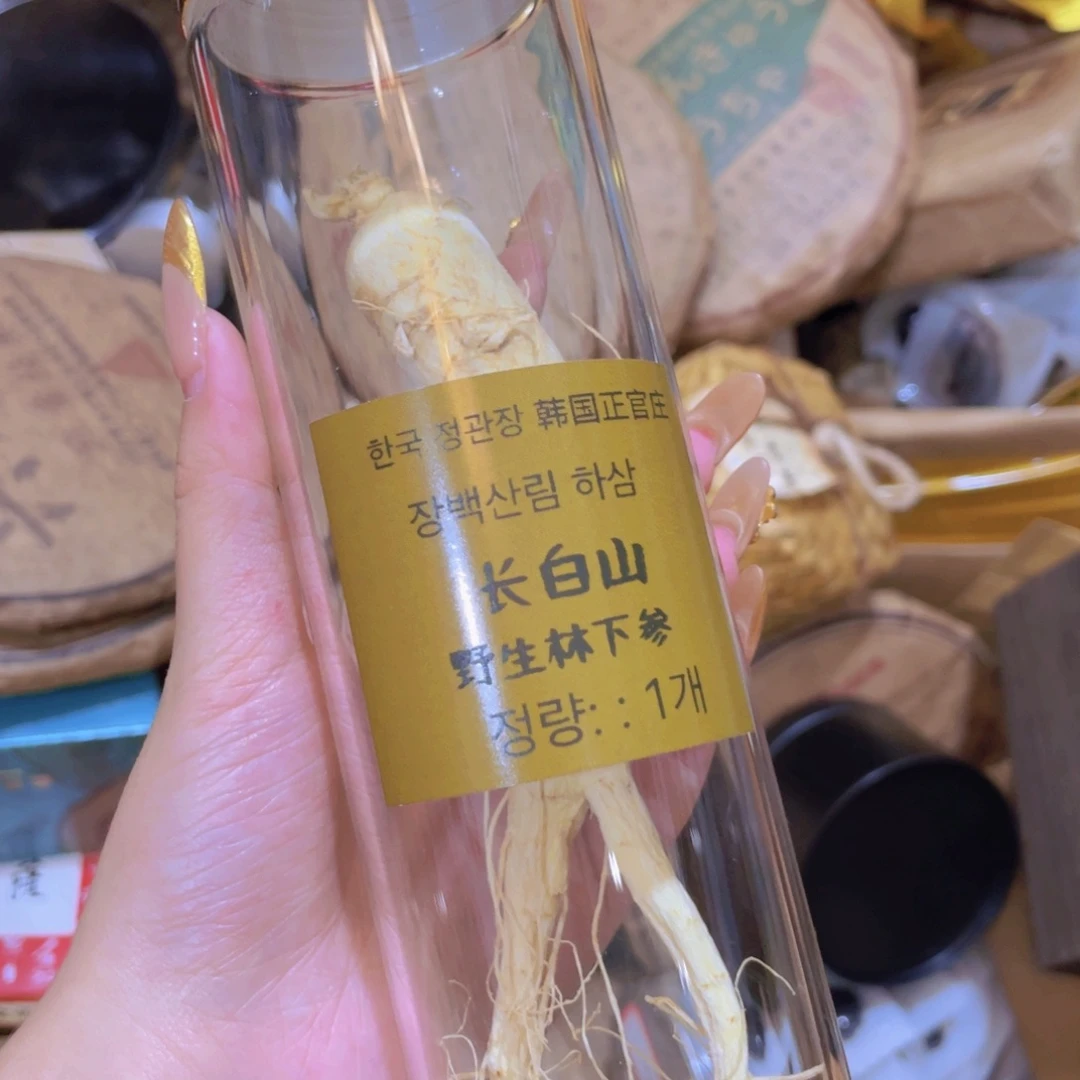 한국 정관장 韩国正官庄
장백산림 하삼
长白山
野生林下参
정량: : 1개